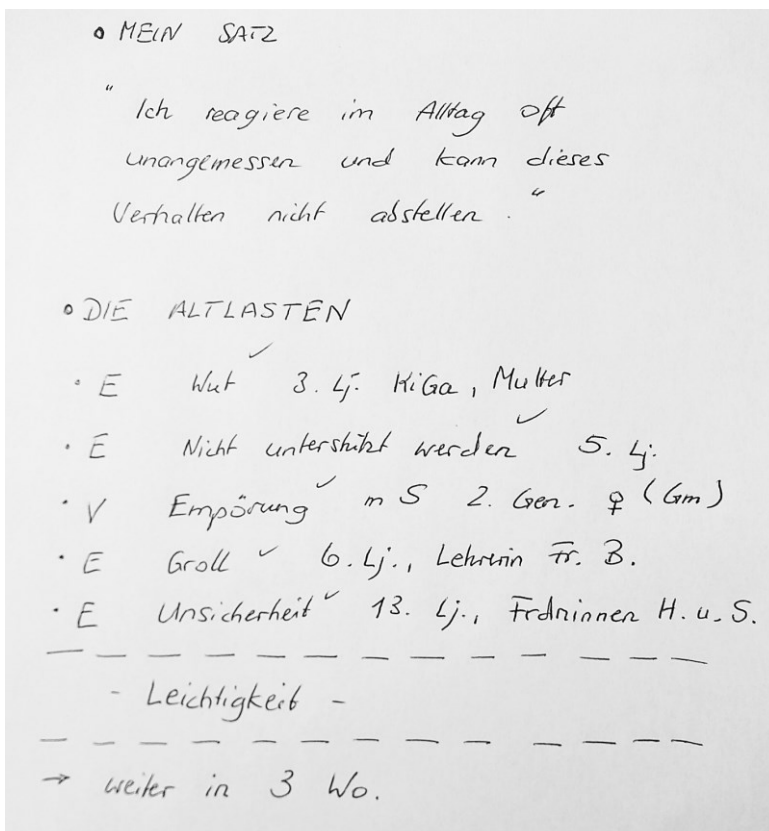 • MEIN SATZ
"Ich reagiere im Alltag oft
unangemessen und kann dieses
Verhalten nicht abstellen."
• DIE ALTLASTEN
• E Wut ✓ 3. Lj. KiGa, Mutter
• E Nicht unterstützt werden ✓ 5. Lj.
• V Empörung ✓ m S 2. Gen. ♀ (Gm)
• E Groll ✓ 6. Lj., Lehrerin Fr. B.
• E Unsicherheit ✓ 13. Lj., Frdninnen H. u. S.
- Leichtigkeit -
→ weiter in 3 Wo.